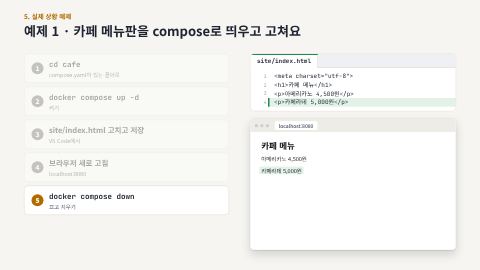 5. 실제 상황 예제
예제 1 · 카페 메뉴판을 compose로 띄우고 고쳐요
1 cd cafe
compose.yaml이 있는 폴더로
2 docker compose up -d
켜기
3 site/index.html 고치고 저장
VS Code에서
4 브라우저 새로 고침
localhost:8080
5 docker compose down
끄고 치우기
site/index.html
1 <meta charset="utf-8">
2 <h1>카페 메뉴</h1>
3 <p>아메리카노 4,500원</p>
4 <p>카페라떼 5,000원</p>
localhost:8080
카페 메뉴
아메리카노 4,500원
카페라떼 5,000원